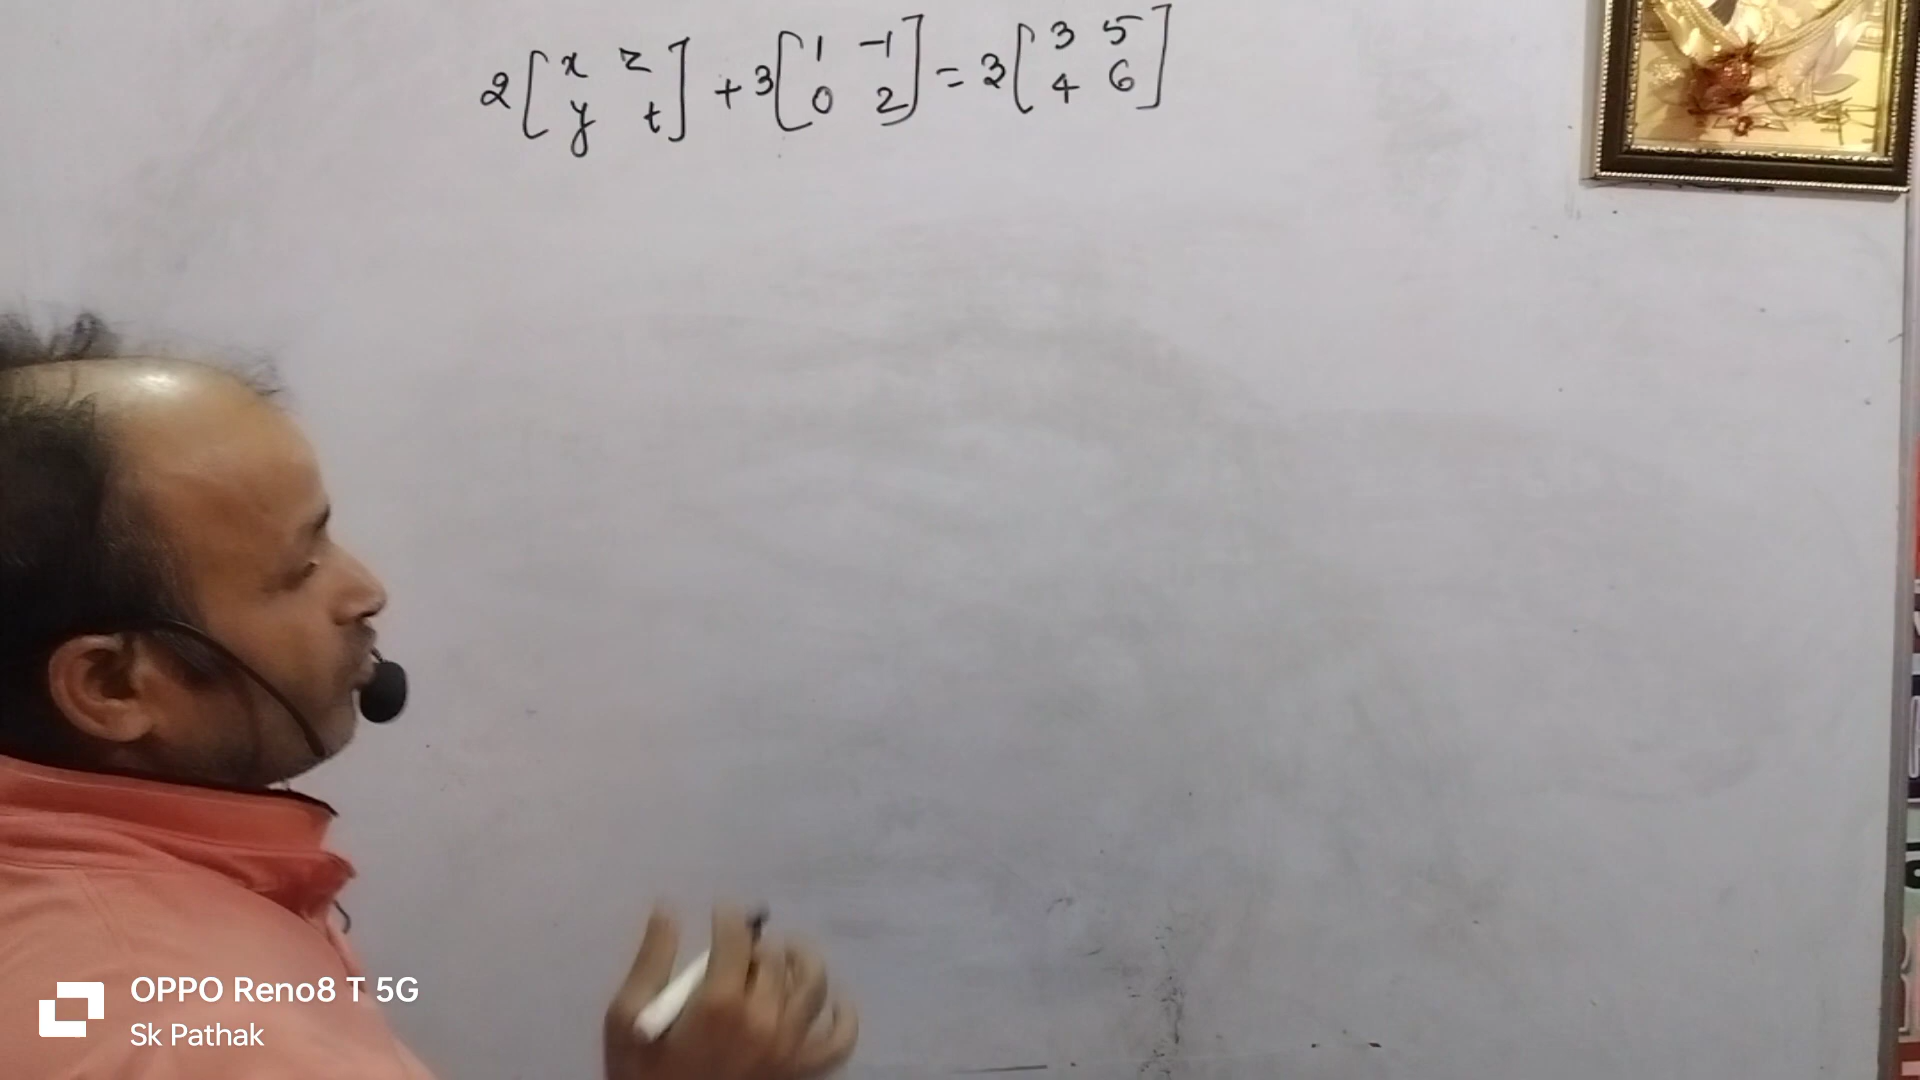 2[x z] + 3[1 -1] = 3[3 5]
[y t] [0 2] [4 6]
OPPO Reno8 T 5G
Sk Pathak